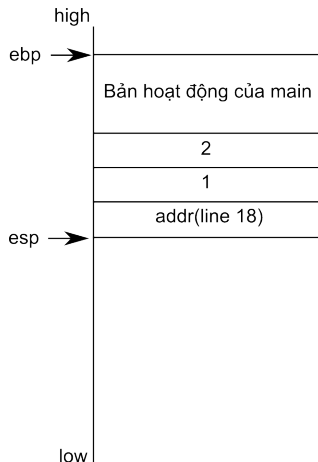 high
ebp
Bản hoạt động của main
2
1
addr(line 18)
esp
low